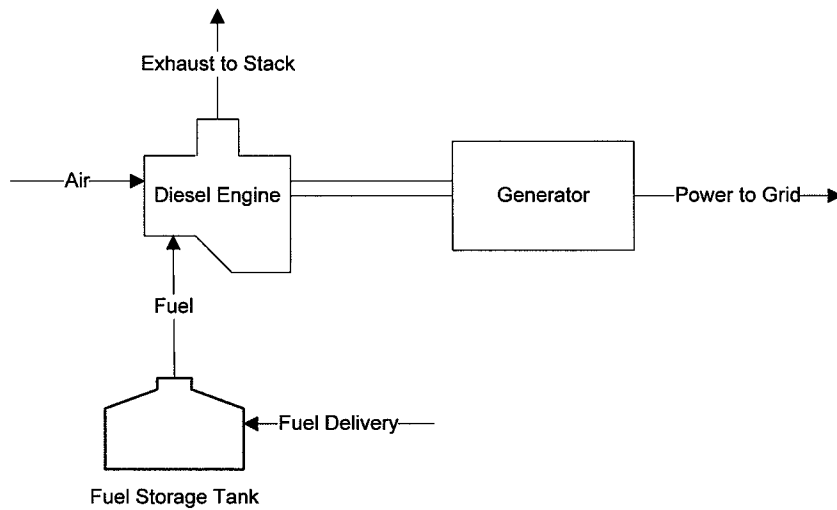 Exhaust to Stack
Air
Diesel Engine
Generator
Power to Grid
Fuel
Fuel Delivery
Fuel Storage Tank